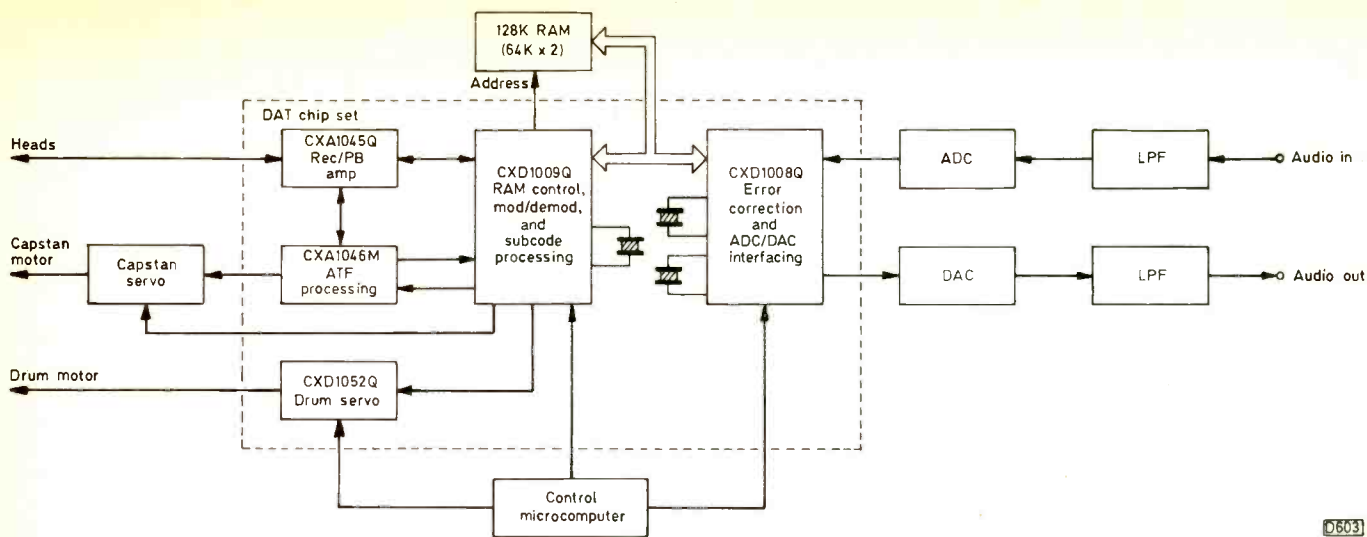 128K RAM
(64K x 2)
Address
DAT chip set
Heads
CXA1045Q
Rec/PB
amp
CXD1009Q
RAM control,
mod/demod,
and
subcode
processing
CXD1008Q
Error
correction
and
ADC/DAC
interfacing
ADC
LPF
Audio in
Capstan
motor
Capstan
servo
CXA1046M
ATF
processing
DAC
LPF
Audio out
Drum motor
CXD1052Q
Drum servo
Control
microcomputer
D603